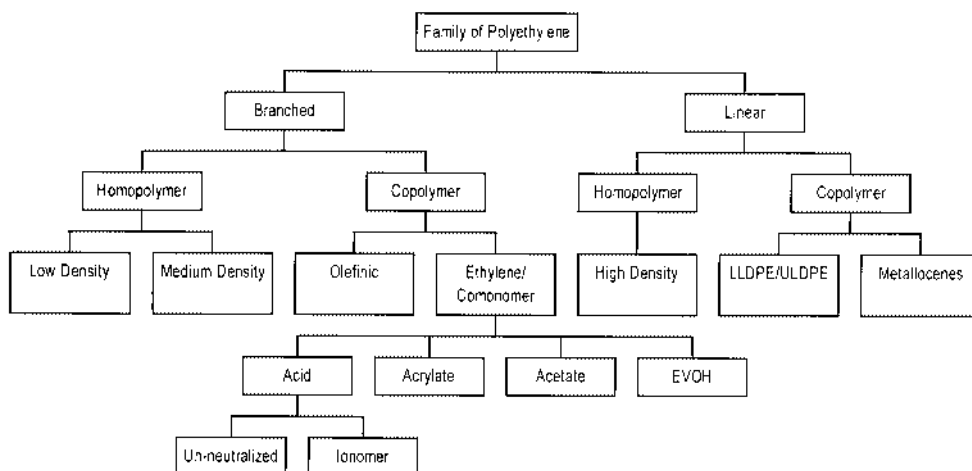 Family of Polyethylene
Branched
Linear
Homopolymer
Copolymer
Homopolymer
Copolymer
Low Density
Medium Density
Olefinic
Ethylene/
Comonomer
High Density
LLDPE/ULDPE
Metallocenes
Acid
Acrylate
Acetate
EVOH
Un-neutralized
Ionomer